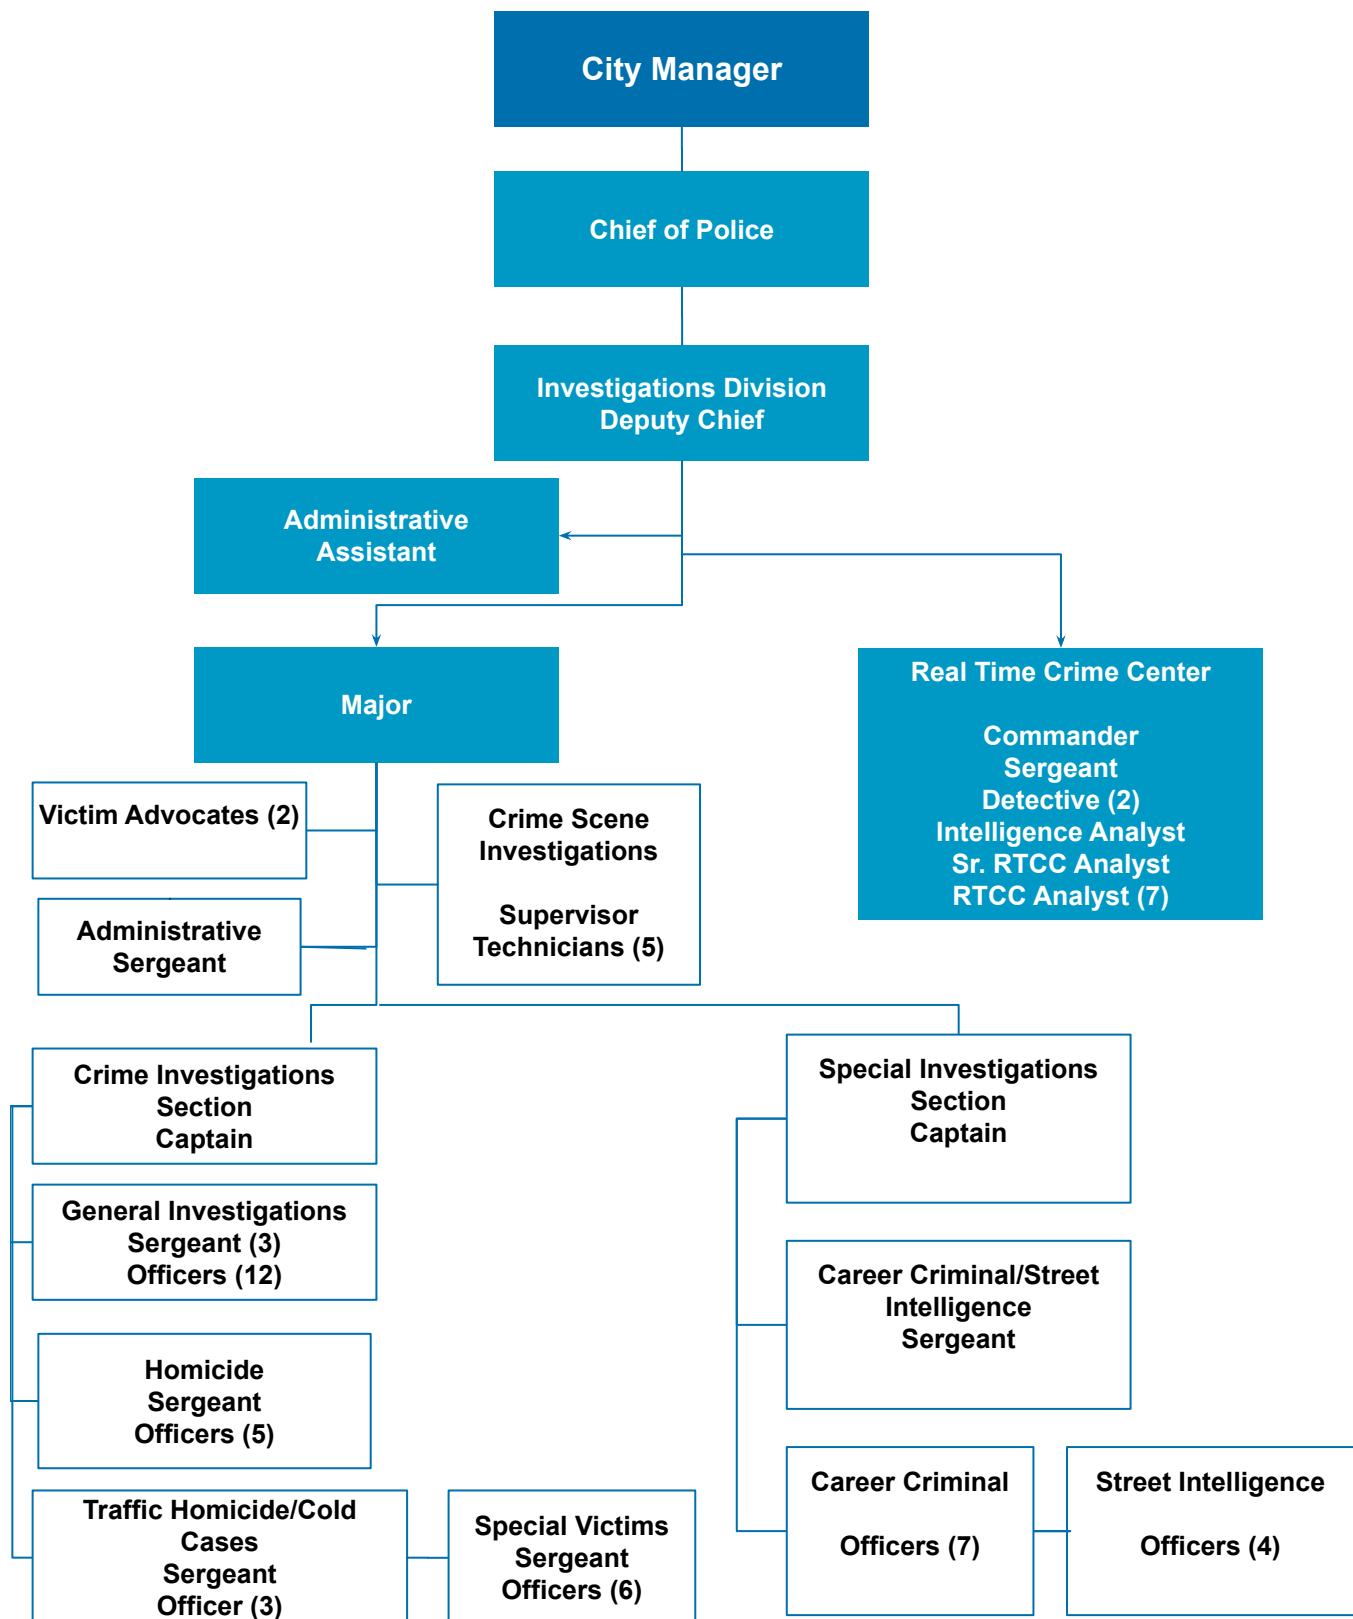 City Manager
Chief of Police
Investigations Division
Deputy Chief
Administrative
Assistant
Major
Real Time Crime Center
Commander
Sergeant
Detective (2)
Intelligence Analyst
Sr. RTCC Analyst
RTCC Analyst (7)
Victim Advocates (2)
Crime Scene
Investigations
Supervisor
Technicians (5)
Administrative
Sergeant
Crime Investigations
Section
Captain
General Investigations
Sergeant (3)
Officers (12)
Homicide
Sergeant
Officers (5)
Traffic Homicide/Cold
Cases
Sergeant
Officer (3)
Special Victims
Sergeant
Officers (6)
Special Investigations
Section
Captain
Career Criminal/Street
Intelligence
Sergeant
Career Criminal
Officers (7)
Street Intelligence
Officers (4)